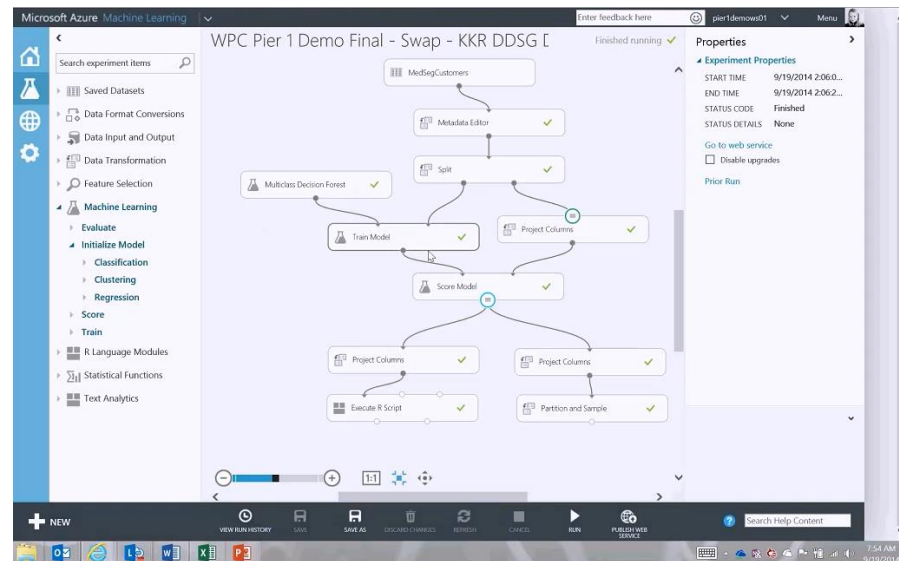 Microsoft Azure Machine Learning
Enter feedback here
pier1demows01
Menu
Search experiment items
Saved Datasets
Data Format Conversions
Data Input and Output
Data Transformation
Feature Selection
Machine Learning
Evaluate
Initialize Model
Classification
Clustering
Regression
Score
Train
R Language Modules
Statistical Functions
Text Analytics
WPC Pier 1 Demo Final - Swap - KKR DDSG
Finished running
MedSegCustomers
Metadata Editor
Split
Multiclass Decision Forest
Train Model
Project Columns
Score Model
Project Columns
Project Columns
Execute R Script
Partition and Sample
1:1
Properties
Experiment Properties
START TIME 9/19/2014 2:06:0...
END TIME 9/19/2014 2:06:2...
STATUS CODE Finished
STATUS DETAILS None
Go to web service
Disable upgrades
Prior Run
NEW
VIEW RUN HISTORY
SAVE
SAVE AS
DISCARD CHANGES
REFRESH
CANCEL
RUN
PUBLISH WEB
SERVICE
Search Help Content
7:54 AM
9/19/2014